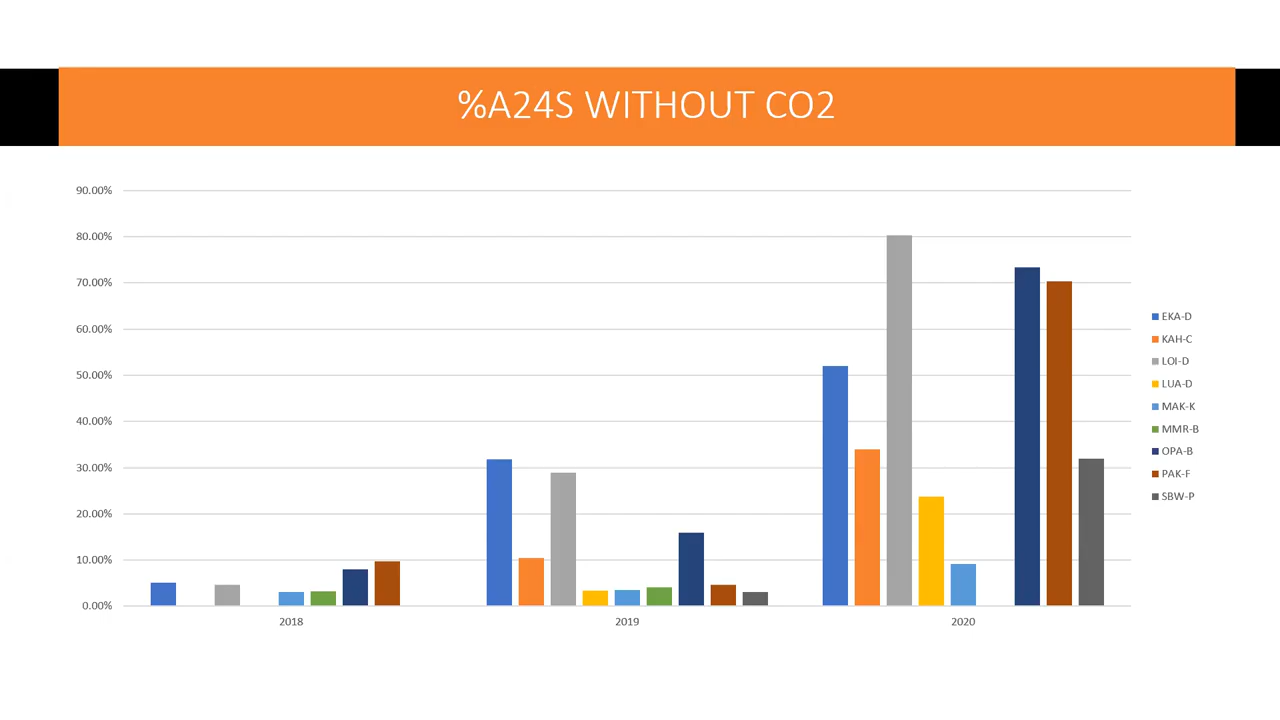 %A24S WITHOUT CO2
90.00%
80.00%
70.00%
60.00%
50.00%
40.00%
30.00%
20.00%
10.00%
0.00%
2018
2019
2020
EKA-D
KAH-C
LOI-D
LUA-D
MAK-K
MMR-B
OPA-B
PAK-F
SBW-P